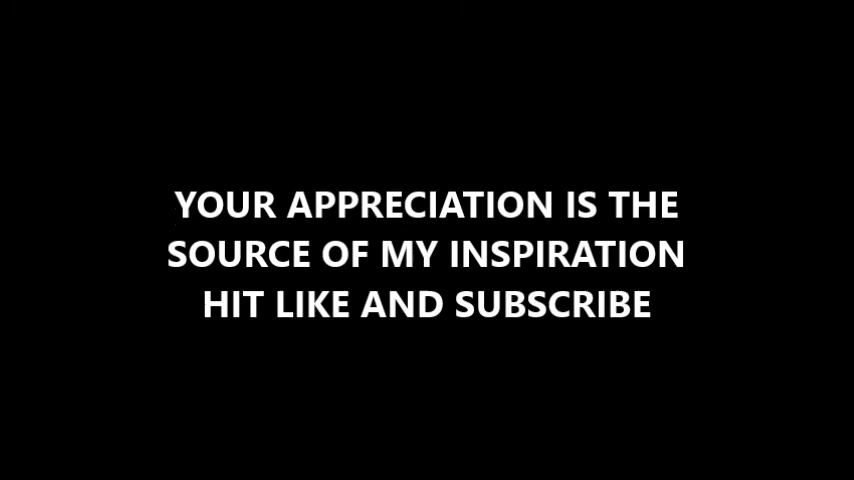 YOUR APPRECIATION IS THE
SOURCE OF MY INSPIRATION
HIT LIKE AND SUBSCRIBE